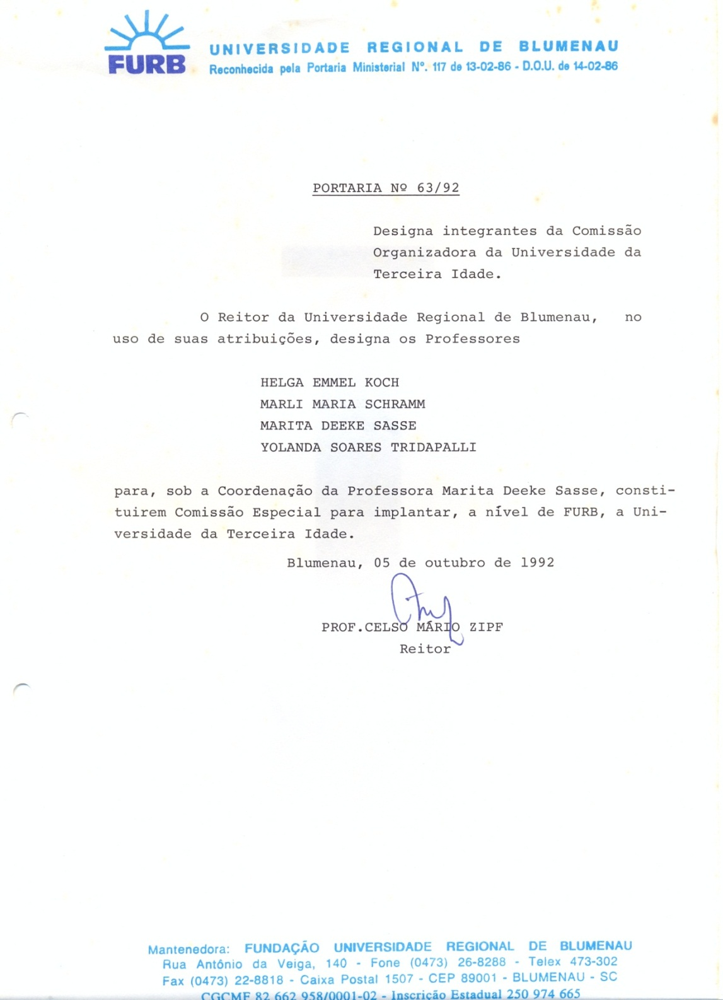 FURB
UNIVERSIDADE REGIONAL DE BLUMENAU
Reconhecida pela Portaria Ministerial Nº. 117 de 13-02-86 - D.O.U. de 14-02-86
PORTARIA Nº 63/92
Designa integrantes da Comissão
Organizadora da Universidade da
Terceira Idade.
O Reitor da Universidade Regional de Blumenau, no
uso de suas atribuições, designa os Professores
HELGA EMMEL KOCH
MARLI MARIA SCHRAMM
MARITA DEEKE SASSE
YOLANDA SOARES TRIDAPALLI
para, sob a Coordenação da Professora Marita Deeke Sasse, consti-
tuirem Comissão Especial para implantar, a nível de FURB, a Uni-
versidade da Terceira Idade.
Blumenau, 05 de outubro de 1992
PROF.CELSO MÁRIO ZIPF
Reitor
Mantenedora: FUNDAÇÃO UNIVERSIDADE REGIONAL DE BLUMENAU
Rua Antônio da Veiga, 140 - Fone (0473) 26-8288 - Telex 473-302
Fax (0473) 22-8818 - Caixa Postal 1507 - CEP 89001 - BLUMENAU - SC
CGCMF 82 662 958/0001-02 - Inscrição Estadual 250 974 665